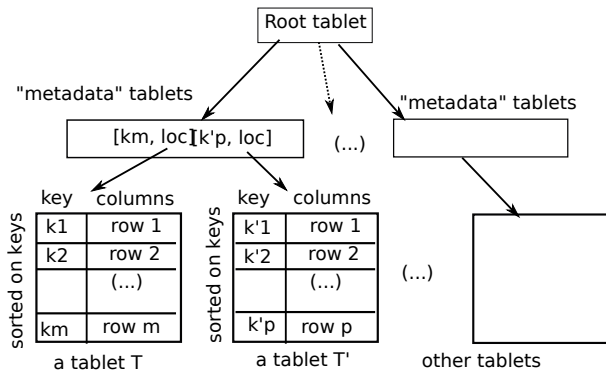 Root tablet
"metadata" tablets
"metadata" tablets
[km, loc][k'p, loc]
(...)
key columns
k1 row 1
k2 row 2
(...)
km row m
sorted on keys
a tablet T
key columns
k'1 row 1
k'2 row 2
(...)
k'p row p
sorted on keys
a tablet T'
(...)
other tablets